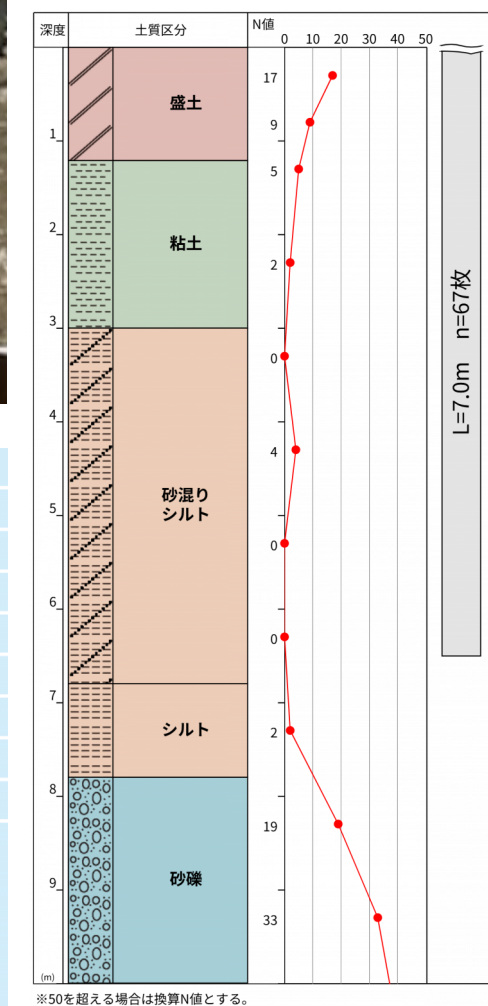 深度
土質区分
N値
0 10 20 30 40 50
17
盛土
9
1
5
2
粘土
2
3
0
4
4
砂混り
シルト
5
0
6
0
7
シルト
2
8
19
砂礫
9
33
(m)
L=7.0m n=67枚
※50を超える場合は換算N値とする。